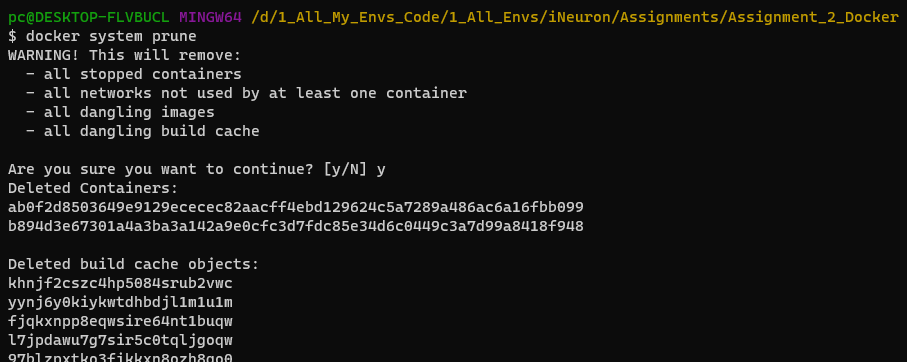 pc@DESKTOP-FLVBUCL MINGW64 /d/1_All_My_Envs_Code/1_All_Envs/iNeuron/Assignments/Assignment_2_Docker
$ docker system prune
WARNING! This will remove:
  - all stopped containers
  - all networks not used by at least one container
  - all dangling images
  - all dangling build cache

Are you sure you want to continue? [y/N] y
Deleted Containers:
ab0f2d8503649e9129ececec82aacff4ebd129624c5a7289a486ac6a16fbb099
b894d3e67301a4a3ba3a142a9e0cfc3d7fdc85e34d6c0449c3a7d99a8418f948

Deleted build cache objects:
khnjf2cszc4hp5084srub2vwc
yynj6y0kiykwtdhbdjl1m1u1m
fjqkxnpp8eqwsire64nt1buqw
l7jpdawu7g7sir5c0tqljgoqw